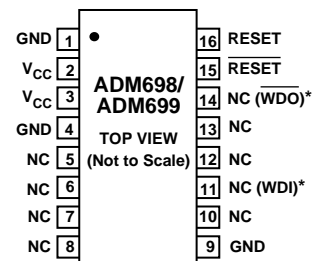 GND 1 16 RESET
VCC 2 15 RESET
VCC 3 14 NC (WDO)*
GND 4 13 NC
NC 5 12 NC
NC 6 11 NC (WDI)*
NC 7 10 NC
NC 8 9 GND
ADM698/
ADM699
TOP VIEW
(Not to Scale)